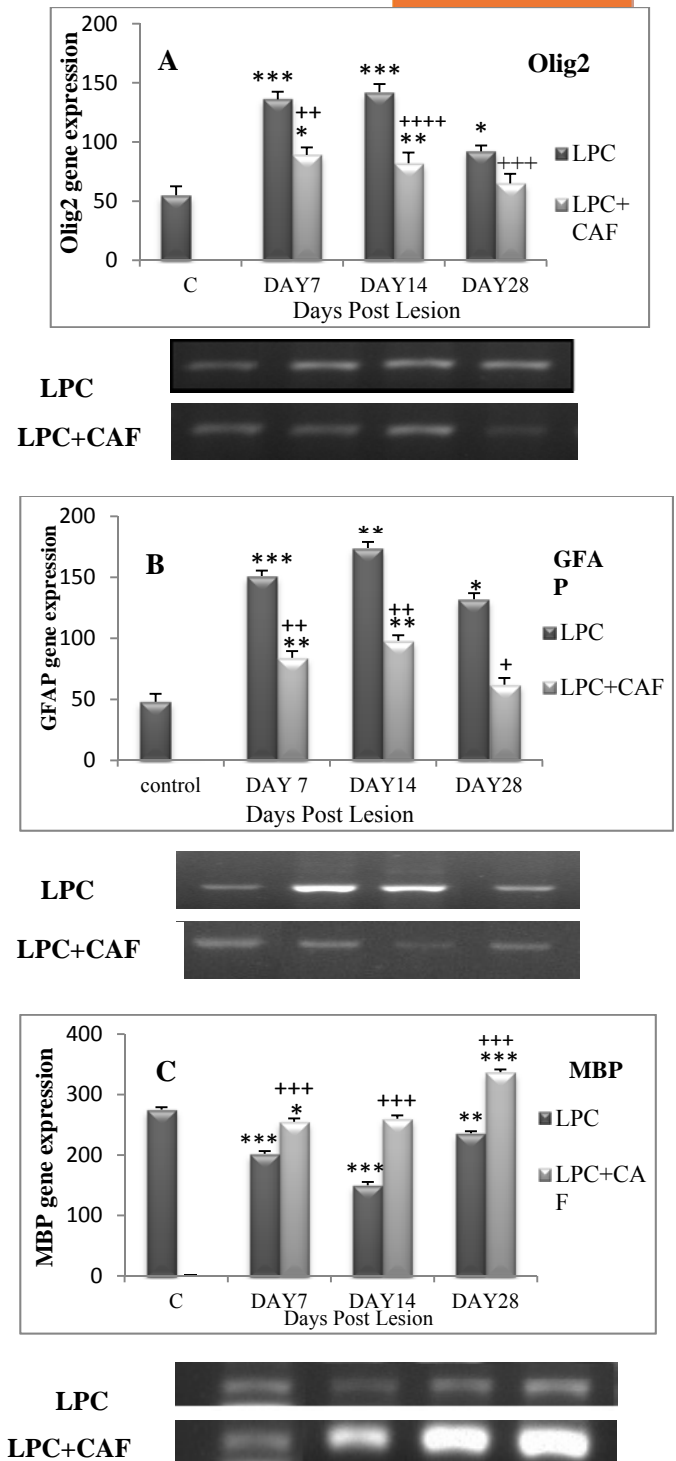 200
150
100
50
0
Olig2 gene expression
A
Olig2
***
++
*
***
++++
**
*
+++
LPC
LPC+
CAF
C DAY7 DAY14 DAY28
Days Post Lesion
LPC
LPC+CAF
200
150
100
50
0
GFAP gene expression
B
GFA
P
***
++
**
**
++
**
*
+
LPC
LPC+CAF
control DAY 7 DAY14 DAY28
Days Post Lesion
LPC
LPC+CAF
400
300
200
100
0
MBP gene expression
C
MBP
***
+++
*
***
+++
**
+++
***
LPC
LPC+CA
F
C DAY7 DAY14 DAY28
Days Post Lesion
LPC
LPC+CAF